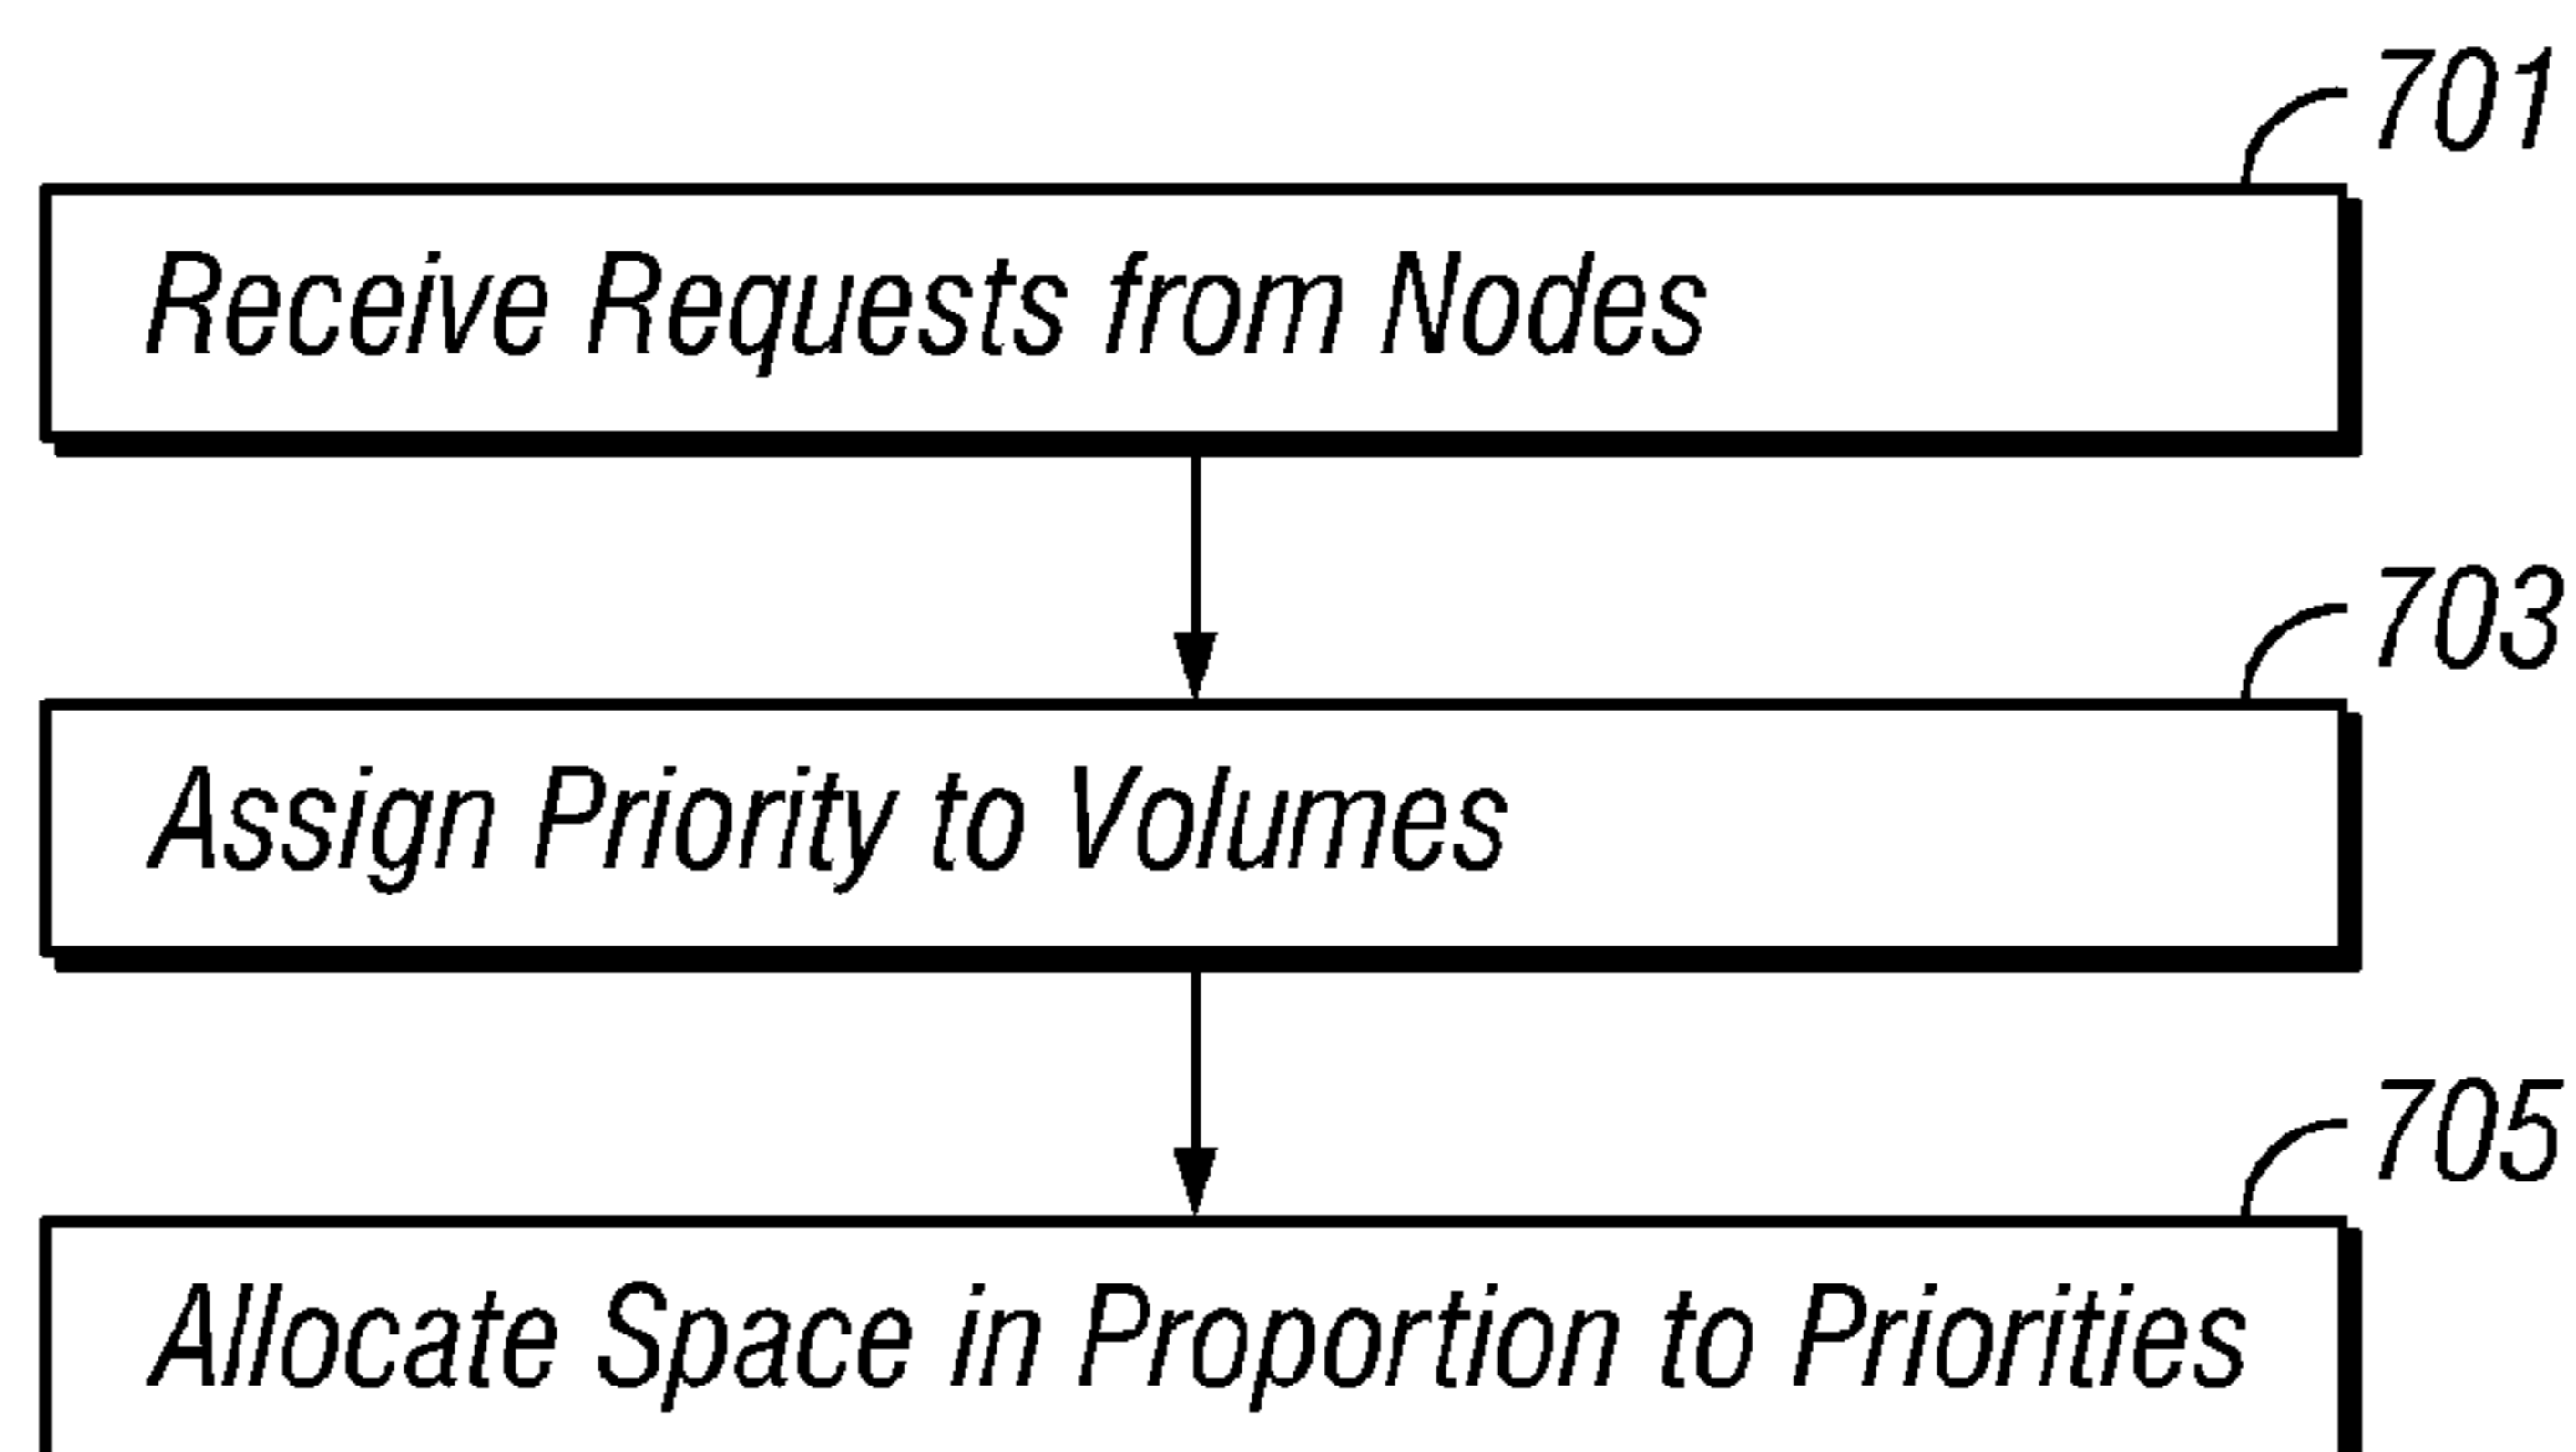 701
Receive Requests from Nodes
703
Assign Priority to Volumes
705
Allocate Space in Proportion to Priorities